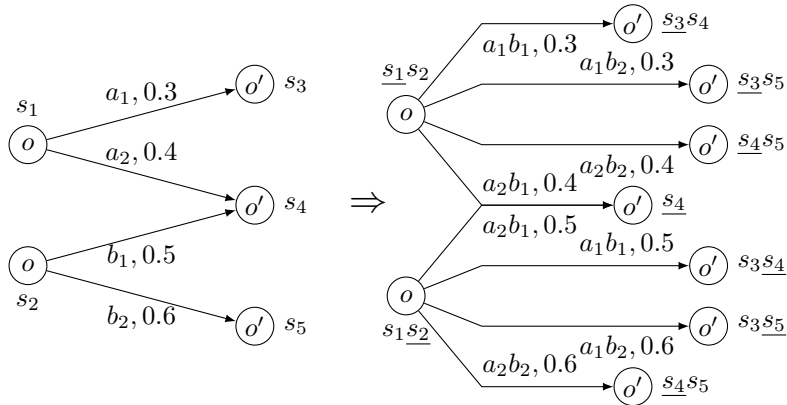 s₁
o
a₁, 0.3
o′ s₃
a₂, 0.4
o′ s₄
s₂
o
b₁, 0.5
b₂, 0.6
o′ s₅
⇒
s₁s₂
o
a₁b₁, 0.3
o′ s₃s₄
a₁b₂, 0.3
o′ s₃s₅
a₂b₂, 0.4
o′ s₄s₅
a₂b₁, 0.4
o′ s₄
a₂b₁, 0.5
o
s₁s₂
a₁b₁, 0.5
o′ s₃s₄
a₁b₂, 0.6
o′ s₃s₅
a₂b₂, 0.6
o′ s₄s₅